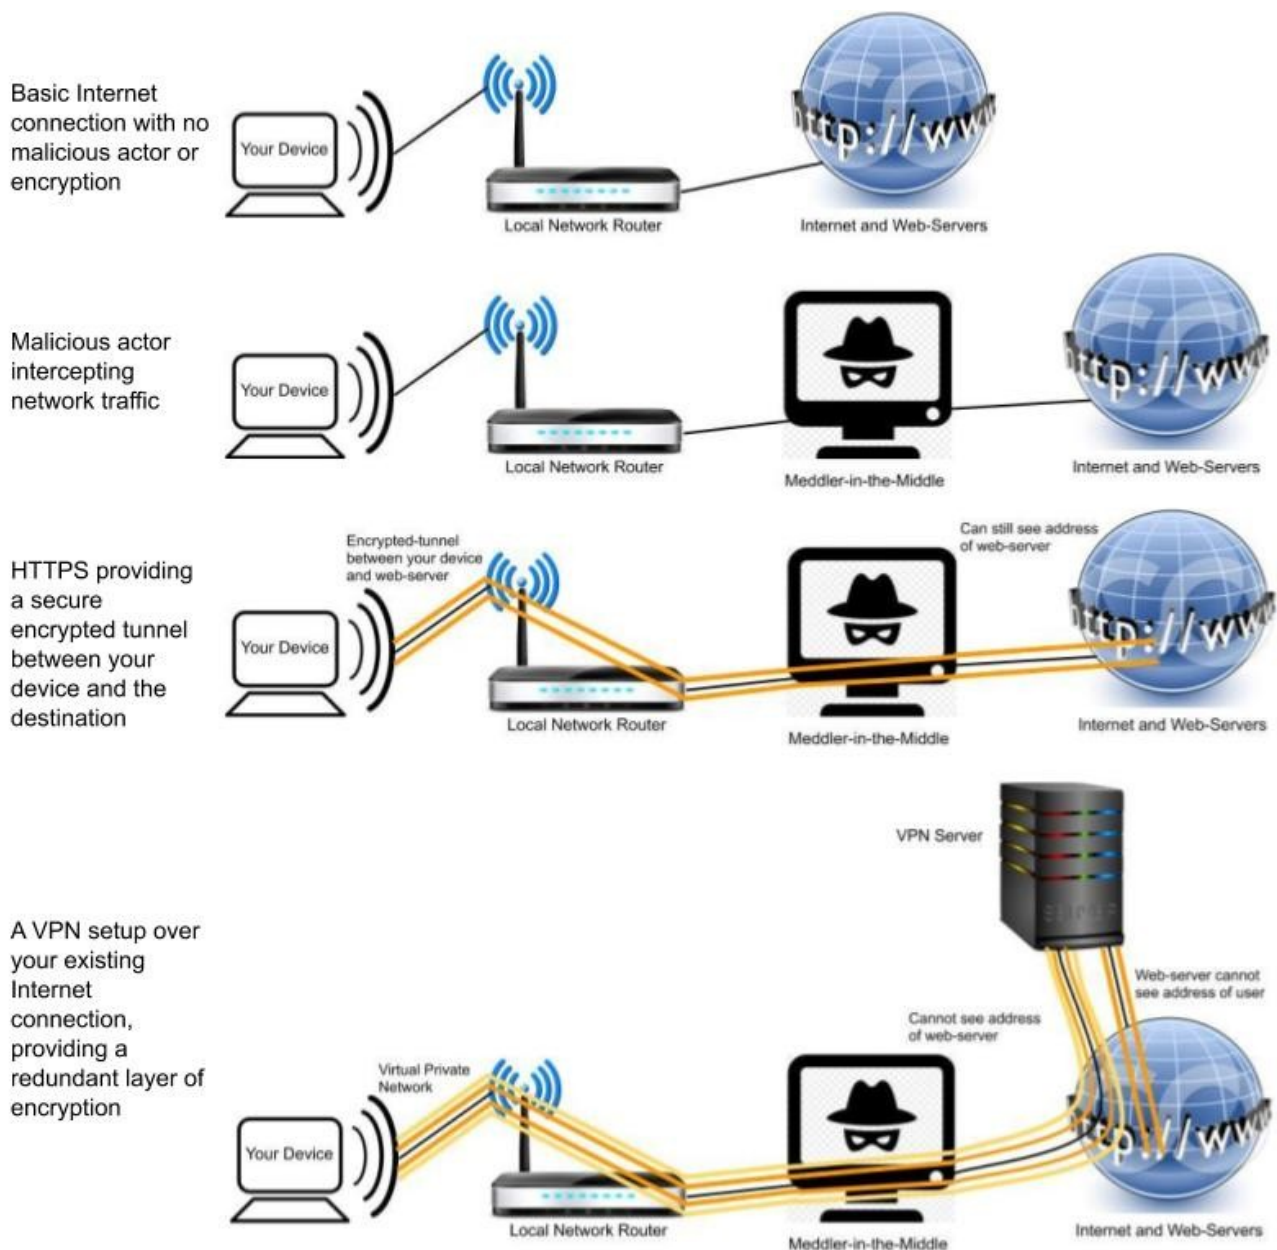 Basic Internet
connection with no
malicious actor or
encryption
Your Device
Local Network Router
http://www
Internet and Web-Servers
Malicious actor
intercepting
network traffic
Your Device
Local Network Router
Meddler-in-the-Middle
http://www
Internet and Web-Servers
HTTPS providing
a secure
encrypted tunnel
between your
device and the
destination
Encrypted-tunnel
between your device
and web-server
Your Device
Local Network Router
Meddler-in-the-Middle
Can still see address
of web-server
http://www
Internet and Web-Servers
A VPN setup over
your existing
Internet
connection,
providing a
redundant layer of
encryption
Virtual Private
Network
Your Device
Local Network Router
Meddler-in-the-Middle
Cannot see address
of web-server
VPN Server
Web-server cannot
see address of user
http://www
Internet and Web-Servers